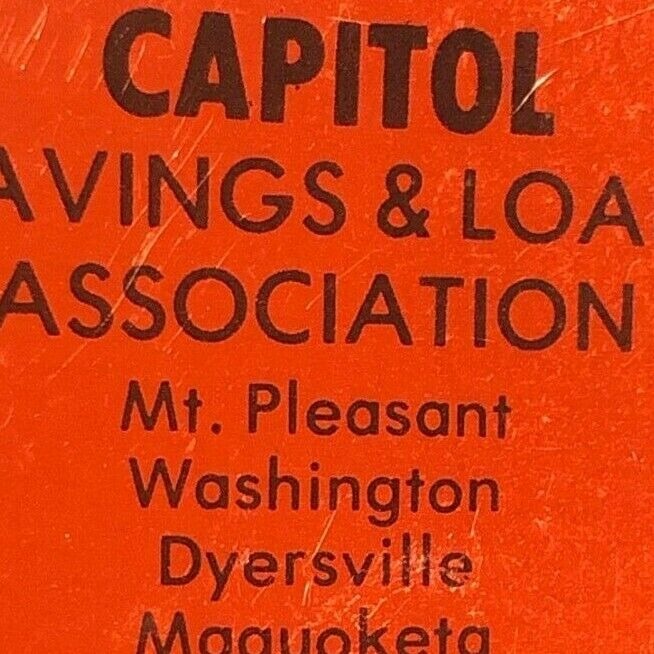 CAPITOL
AVINGS & LOA
ASSOCIATION
Mt. Pleasant
Washington
Dyersville
Maquoketa